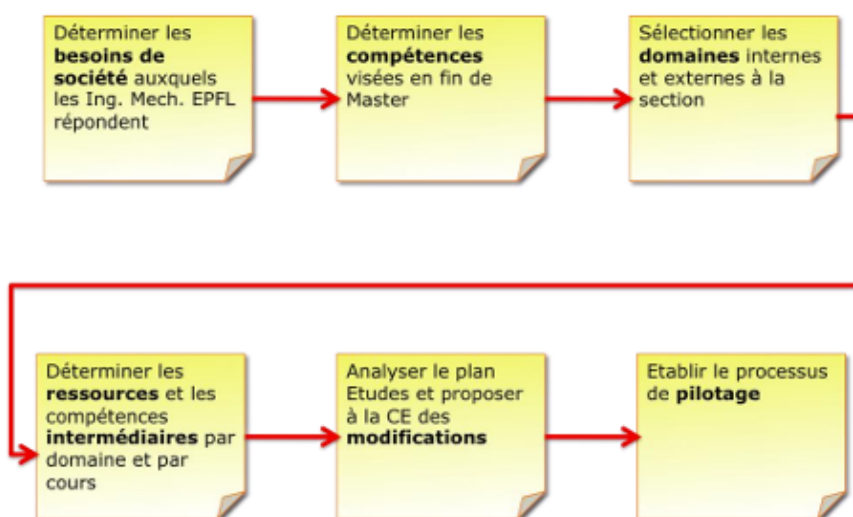 Déterminer les
besoins de
société auxquels
les Ing. Mech. EPFL
répondent
Déterminer les
compétences
visées en fin de
Master
Sélectionner les
domaines internes
et externes à la
section
Déterminer les
ressources et les
compétences
intermédiaires par
domaine et par
cours
Analyser le plan
Etudes et proposer
à la CE des
modifications
Etablir le processus
de pilotage